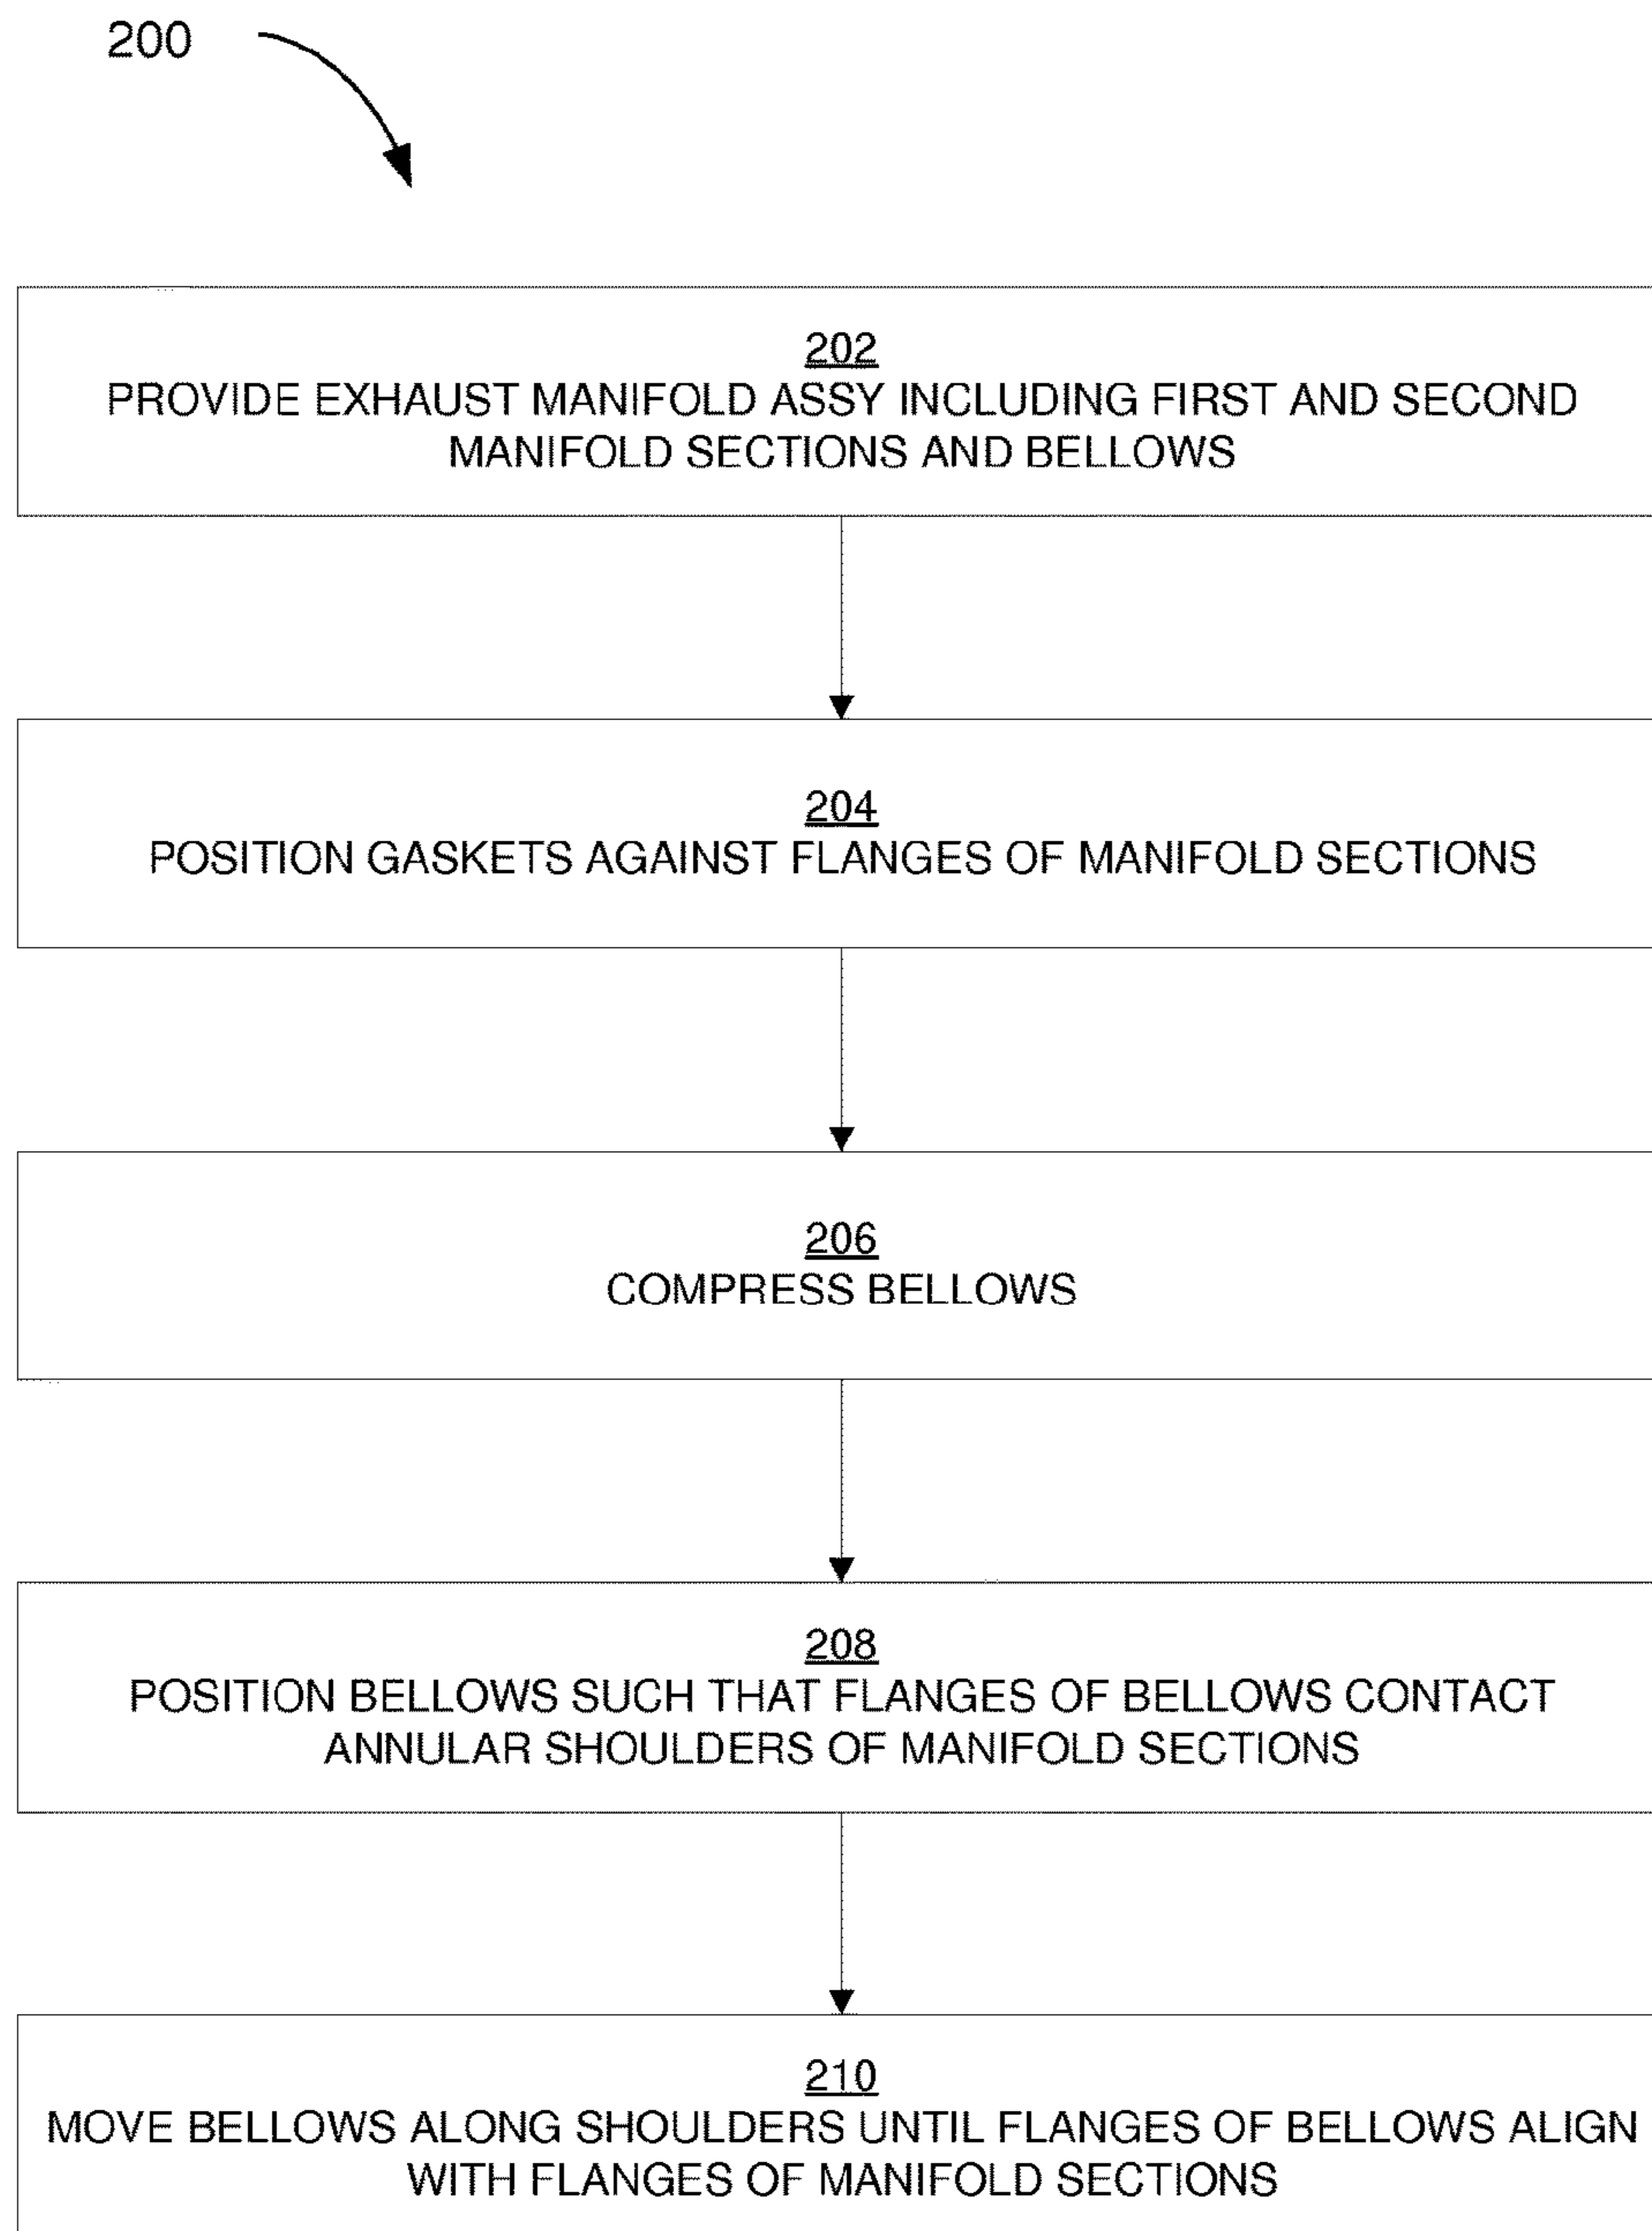 200
202
PROVIDE EXHAUST MANIFOLD ASSY INCLUDING FIRST AND SECOND
MANIFOLD SECTIONS AND BELLOWS
204
POSITION GASKETS AGAINST FLANGES OF MANIFOLD SECTIONS
206
COMPRESS BELLOWS
208
POSITION BELLOWS SUCH THAT FLANGES OF BELLOWS CONTACT
ANNULAR SHOULDERS OF MANIFOLD SECTIONS
210
MOVE BELLOWS ALONG SHOULDERS UNTIL FLANGES OF BELLOWS ALIGN
WITH FLANGES OF MANIFOLD SECTIONS